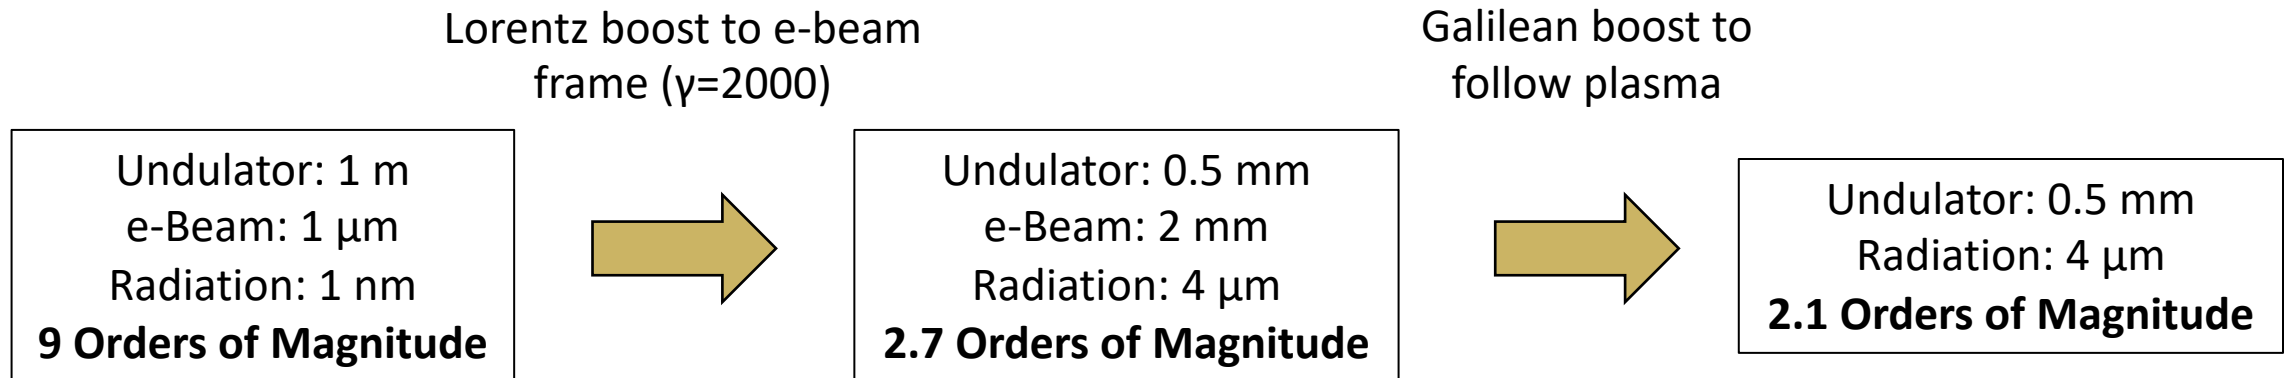 Lorentz boost to e-beam
frame (γ=2000)
Galilean boost to
follow plasma
Undulator: 1 m
e-Beam: 1 μm
Radiation: 1 nm
9 Orders of Magnitude
Undulator: 0.5 mm
e-Beam: 2 mm
Radiation: 4 μm
2.7 Orders of Magnitude
Undulator: 0.5 mm
Radiation: 4 μm
2.1 Orders of Magnitude